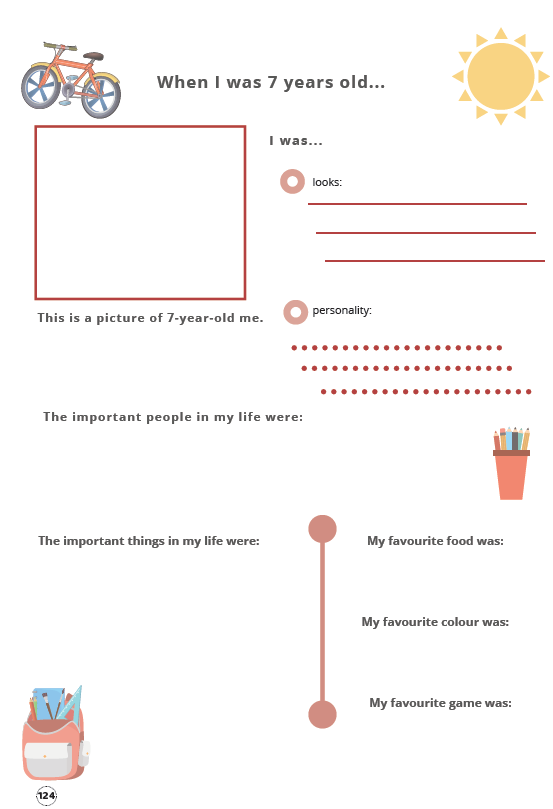 When I was 7 years old...
I was...
looks:
This is a picture of 7-year-old me.
personality:
The important people in my life were:
The important things in my life were:
My favourite food was:
My favourite colour was:
My favourite game was:
124